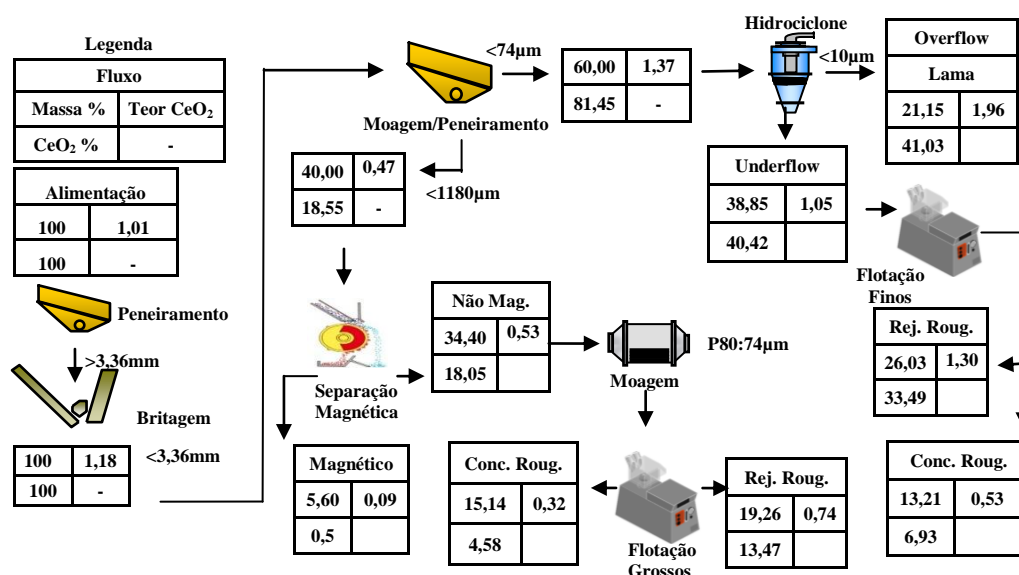 Legenda
Fluxo
Massa % Teor CeO2
CeO2 % -
Alimentação
100 1,01
100 -
Peneiramento
>3,36mm
Britagem
<3,36mm
100 1,18
100 -
Moagem/Peneiramento
<74µm
60,00 1,37
81,45 -
<1180µm
40,00 0,47
18,55 -
Hidrociclone
<10µm
Overflow
Lama
21,15 1,96
41,03
Underflow
38,85 1,05
40,42
Flotação
Finos
Rej. Roug.
26,03 1,30
33,49
Conc. Roug.
13,21 0,53
6,93
Separação
Magnética
Não Mag.
34,40 0,53
18,05
Magnético
5,60 0,09
0,5
Moagem
P80:74µm
Conc. Roug.
15,14 0,32
4,58
Flotação
Grossos
Rej. Roug.
19,26 0,74
13,47